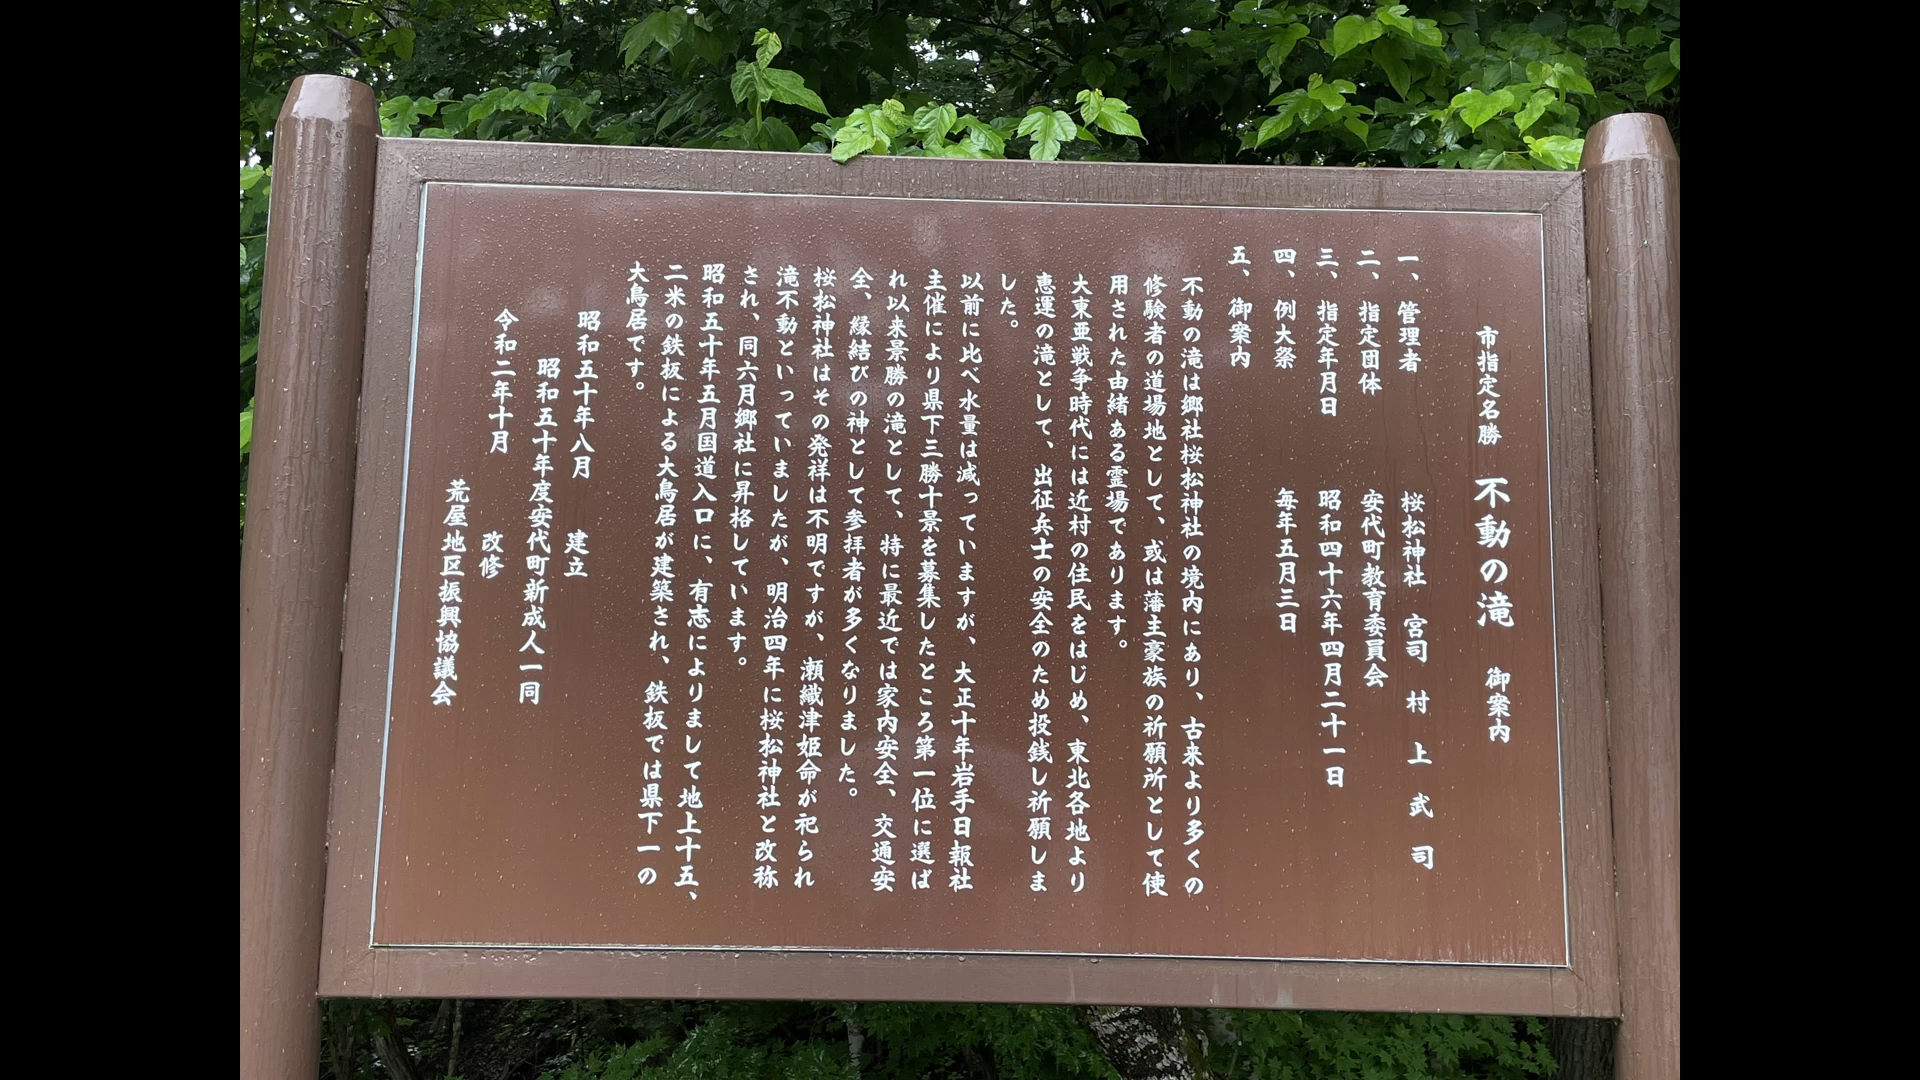 市指定名勝 不動の滝 御案内
一、管理者 桜松神社 宮司 村上武司
二、指定団体 安代町教育委員会
三、指定年月日 昭和四十六年四月二十一日
四、例大祭 毎年五月三日
五、御案内
不動の滝は郷社桜松神社の境内にあり、古来より多くの
修験者の道場地として、或は藩主豪族の祈願所として使
用された由緒ある霊場であります。
大東亜戦争時代には近村の住民をはじめ、東北各地より
恵運の滝として、出征兵士の安全のため投銭し祈願しま
した。
以前に比べ水量は減っていますが、大正十年岩手日報社
主催により県下三勝十景を募集したところ第一位に選ば
れ以来景勝の滝として、特に最近では家内安全、交通安
全、縁結びの神として参拝者が多くなりました。
桜松神社はその発祥は不明ですが、瀬織津姫命が祀られ
滝不動といっていましたが、明治四年に桜松神社と改称
され、同六月郷社に昇格しています。
昭和五十年五月国道入口に、有志によりまして地上十五、
二米の鉄板による大鳥居が建築され、鉄板では県下一の
大鳥居です。
昭和五十年八月 建立
昭和五十年度安代町新成人一同
令和二年十月 改修
荒屋地区振興協議会